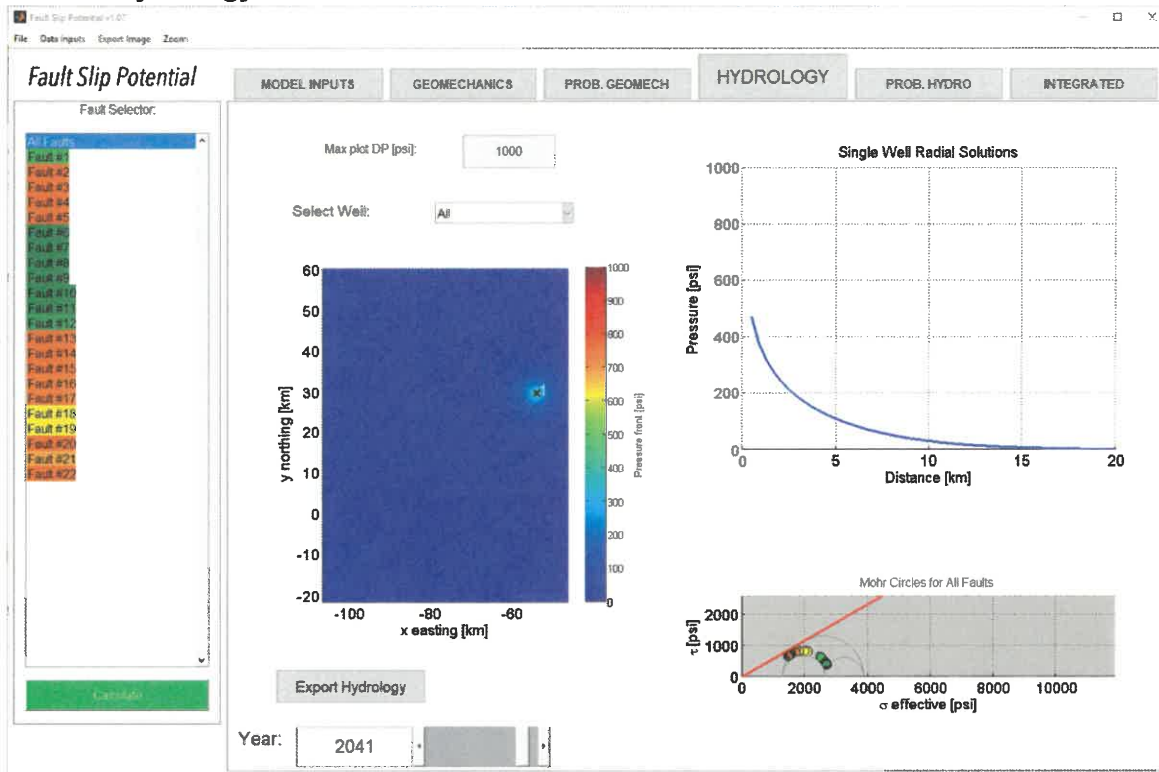 Fault Slip Potential v1.07
File Data Inputs Export Image Zoom
Fault Slip Potential
MODEL INPUTS
GEOMECHANICS
PROB. GEOMECH
HYDROLOGY
PROB. HYDRO
INTEGRATED
Fault Selector:
All Faults
Fault #1
Fault #2
Fault #3
Fault #4
Fault #5
Fault #6
Fault #7
Fault #8
Fault #9
Fault #10
Fault #11
Fault #12
Fault #13
Fault #14
Fault #15
Fault #16
Fault #17
Fault #18
Fault #19
Fault #20
Fault #21
Fault #22
Calculate
Max plot DP [psi]: 1000
Select Well: All
60
50
40
30
20
10
0
-10
-20
y northing [km]
-100 -80 -60
x easting [km]
1000
900
800
700
600
500
400
300
200
100
0
Pressure front [psi]
Export Hydrology
Year: 2041
Single Well Radial Solutions
1000
800
600
400
200
0
Pressure [psi]
0 5 10 15 20
Distance [km]
Mohr Circles for All Faults
2000
1000
0
τ [psi]
0 2000 4000 6000 8000 10000
σ effective [psi]